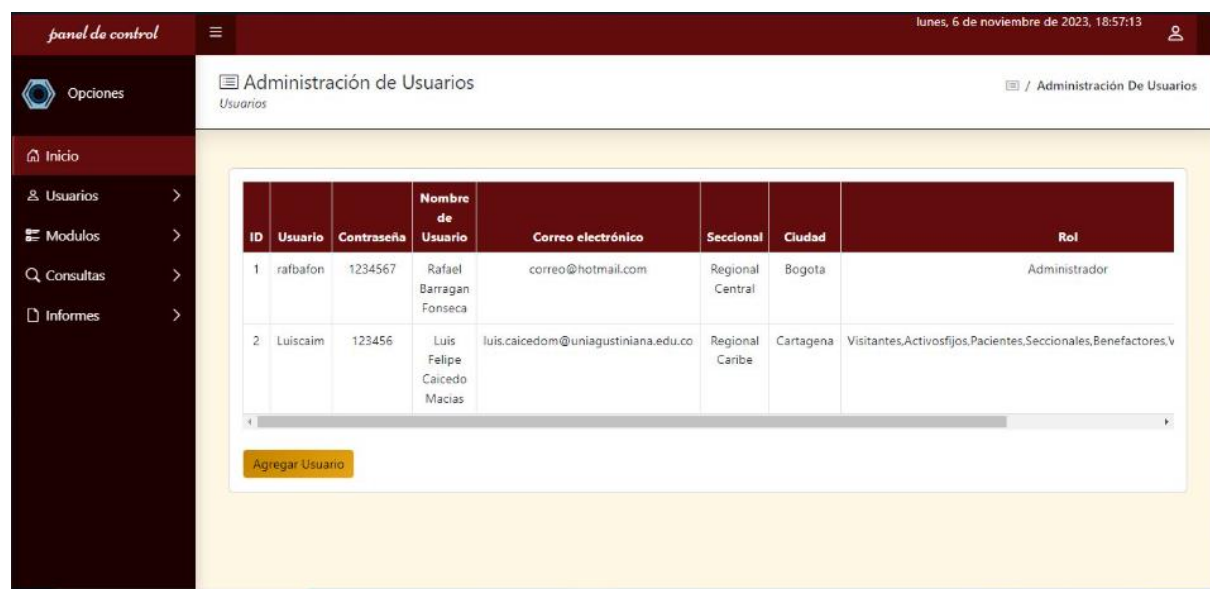 panel de control
lunes, 6 de noviembre de 2023, 18:57:13
Opciones
Administración de Usuarios
Usuarios
/ Administración De Usuarios
Inicio
Usuarios
Modulos
Consultas
Informes
ID Usuario Contraseña Nombre de Usuario Correo electrónico Seccional Ciudad Rol
1 rafbafon 1234567 Rafael Barragan Fonseca correo@hotmail.com Regional Central Bogota Administrador
2 Luiscaim 123456 Luis Felipe Caicedo Macias luis.caicedom@uniagustiniana.edu.co Regional Caribe Cartagena Visitantes,Activosfijos,Pacientes,Seccionales,Benefactores,
Agregar Usuario